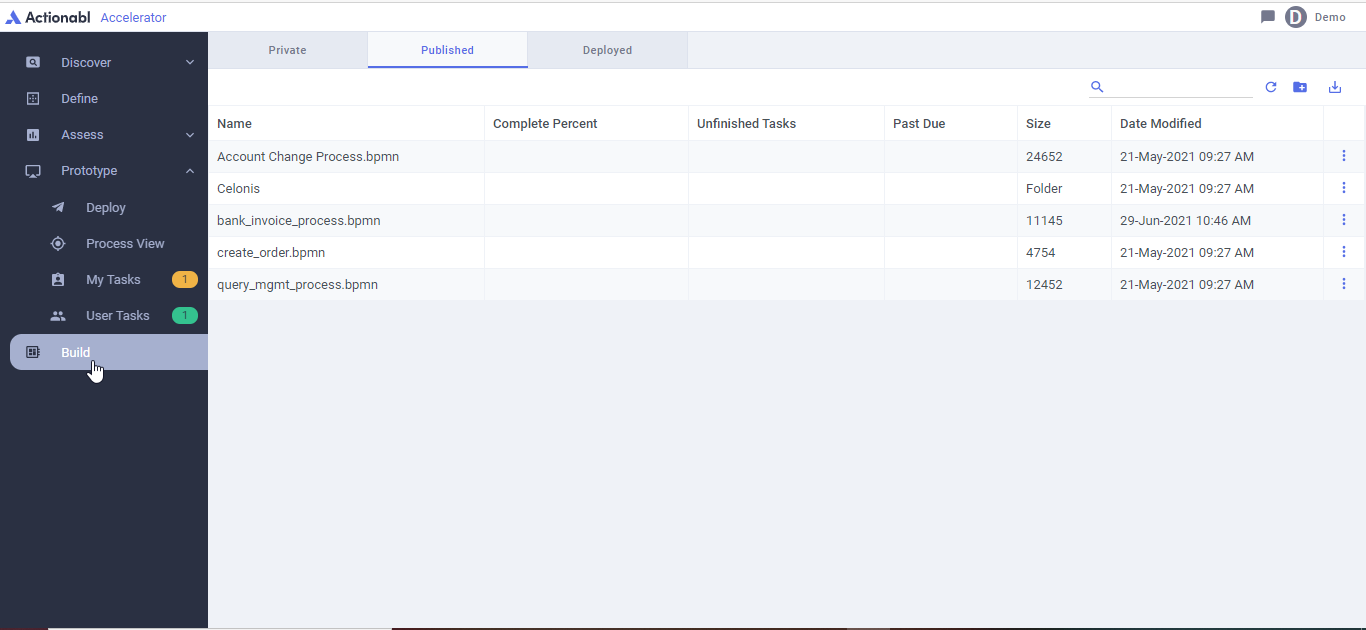 Actionabl Accelerator
D Demo
Discover
Define
Assess
Prototype
Deploy
Process View
My Tasks 1
User Tasks 1
Build
Private Published Deployed
Name Complete Percent Unfinished Tasks Past Due Size Date Modified
Account Change Process.bpmn 24652 21-May-2021 09:27 AM
Celonis Folder 21-May-2021 09:27 AM
bank_invoice_process.bpmn 11145 29-Jun-2021 10:46 AM
create_order.bpmn 4754 21-May-2021 09:27 AM
query_mgmt_process.bpmn 12452 21-May-2021 09:27 AM